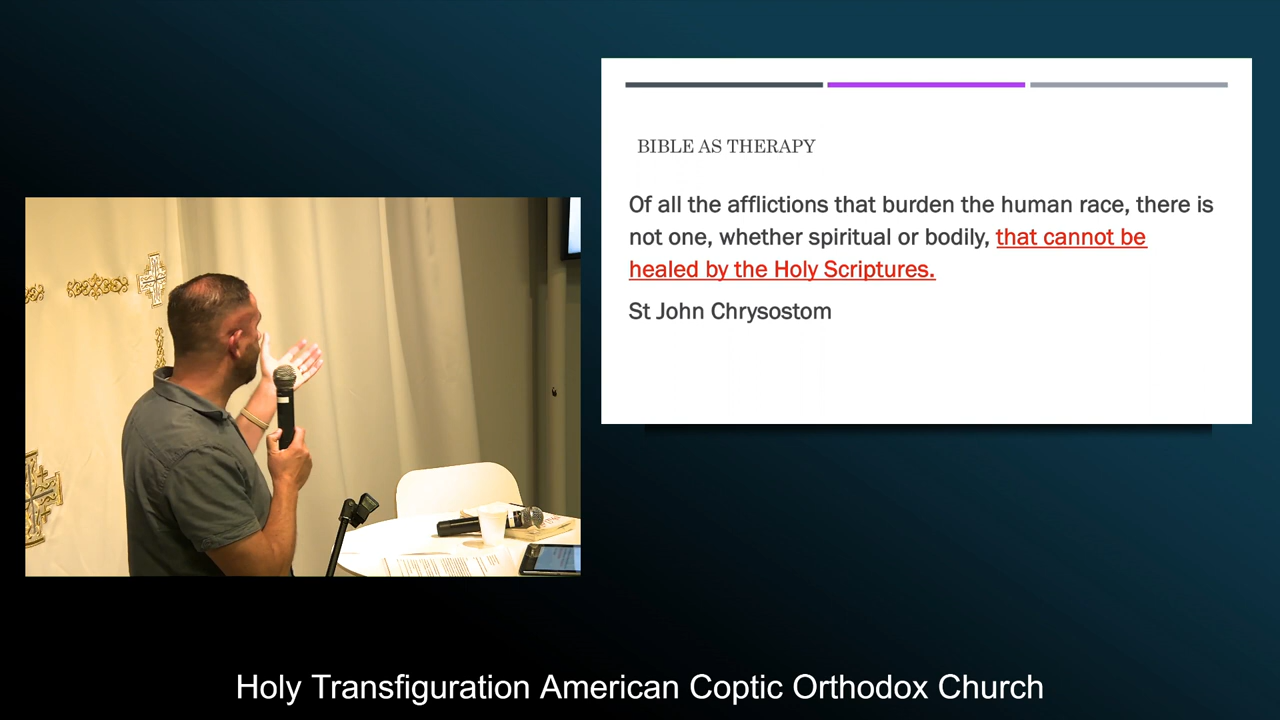 BIBLE AS THERAPY
Of all the afflictions that burden the human race, there is
not one, whether spiritual or bodily, that cannot be
healed by the Holy Scriptures.
St John Chrysostom
Holy Transfiguration American Coptic Orthodox Church